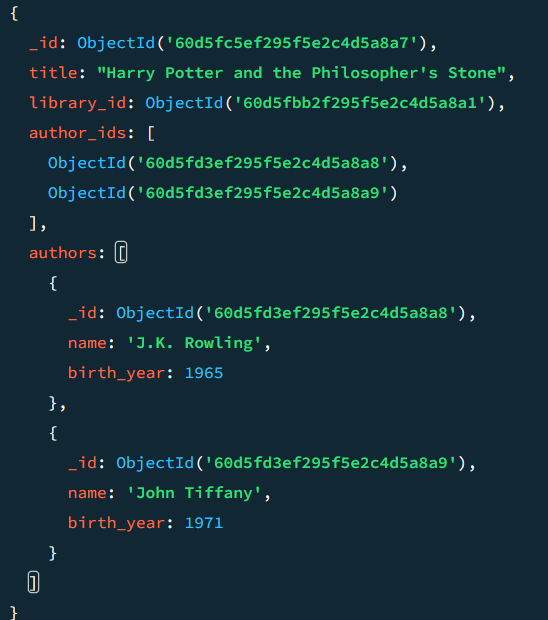 {
_id: ObjectId('60d5fc5ef295f5e2c4d5a8a7'),
title: "Harry Potter and the Philosopher's Stone",
library_id: ObjectId('60d5fbb2f295f5e2c4d5a8a1'),
author_ids: [
ObjectId('60d5fd3ef295f5e2c4d5a8a8'),
ObjectId('60d5fd3ef295f5e2c4d5a8a9')
],
authors: [
{
_id: ObjectId('60d5fd3ef295f5e2c4d5a8a8'),
name: 'J.K. Rowling',
birth_year: 1965
},
{
_id: ObjectId('60d5fd3ef295f5e2c4d5a8a9'),
name: 'John Tiffany',
birth_year: 1971
}
]
}